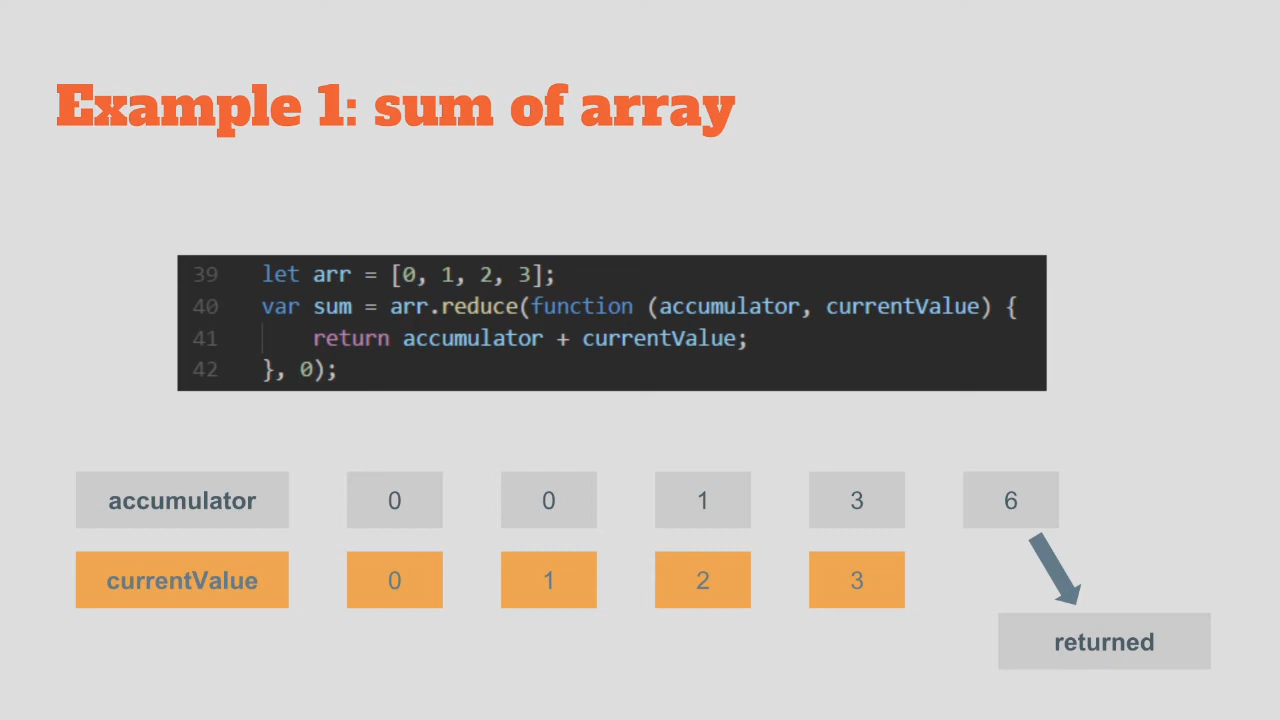 Example 1: sum of array
39 let arr = [0, 1, 2, 3];
40 var sum = arr.reduce(function (accumulator, currentValue) {
41 return accumulator + currentValue;
42 }, 0);
accumulator 0 0 1 3 6
currentValue 0 1 2 3
returned